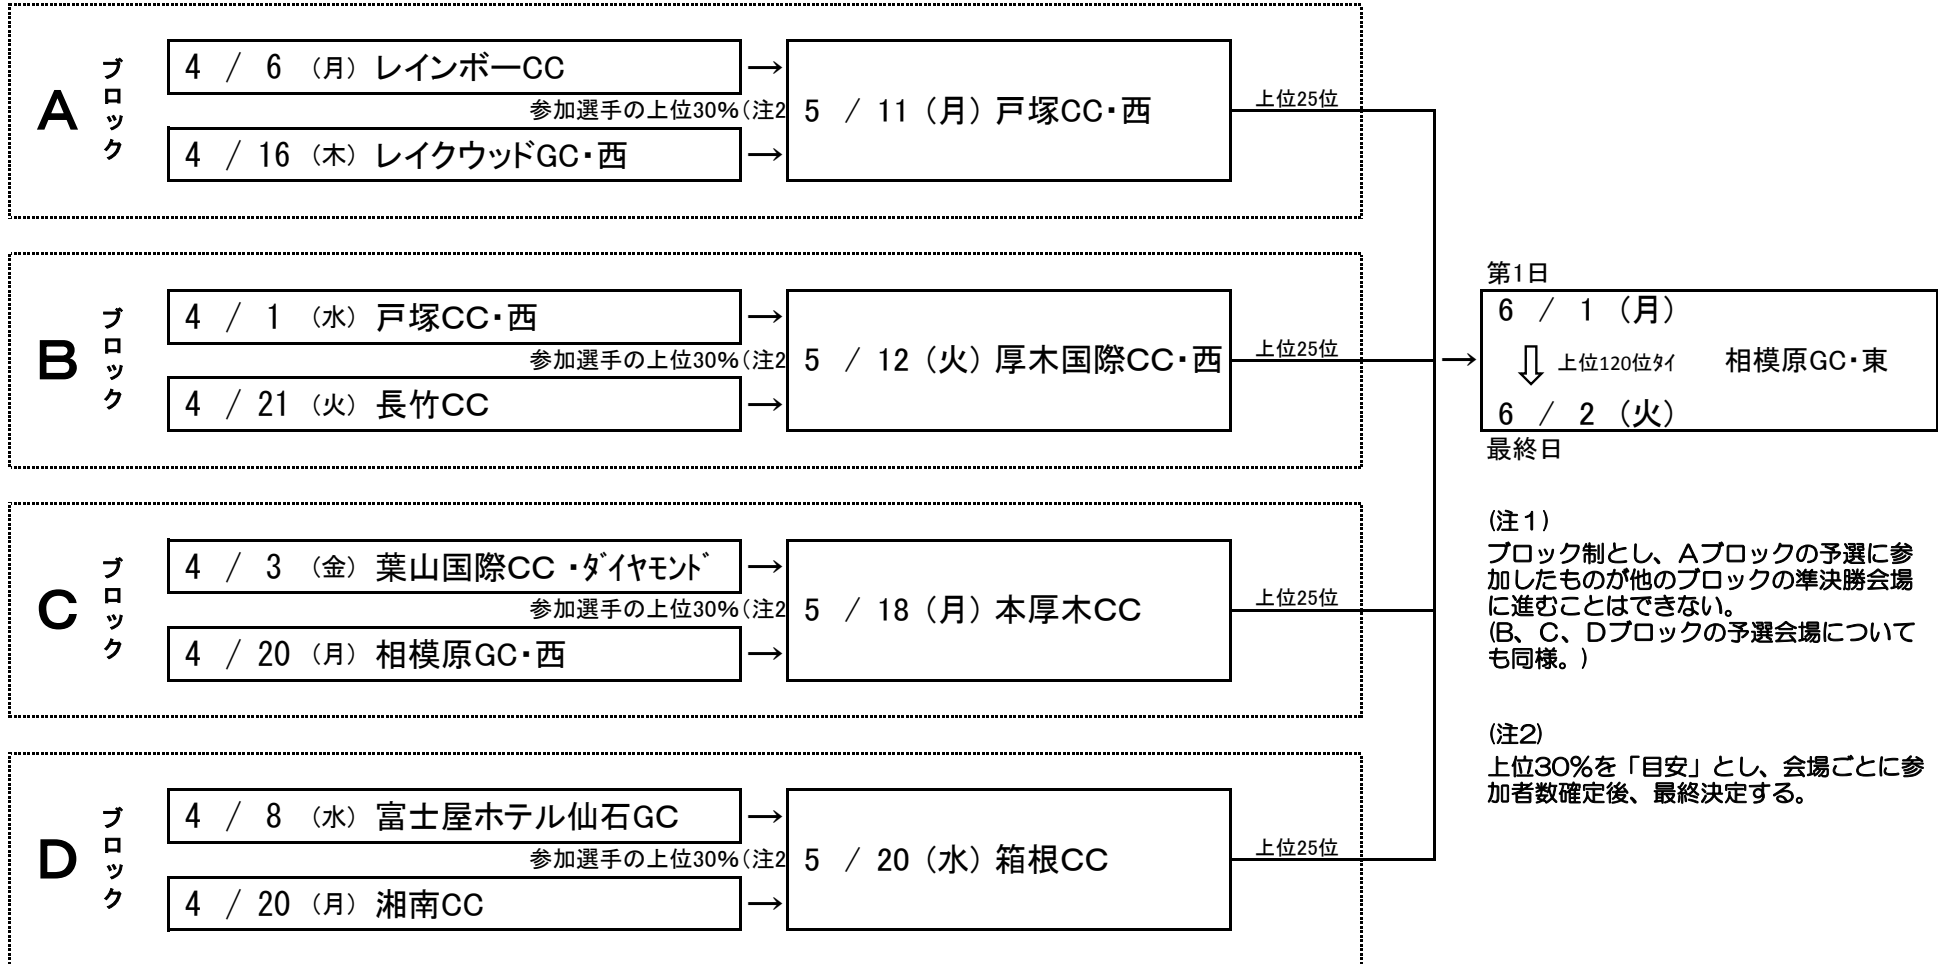 A ブロック
4 / 6 （月） レインボーCC
→
参加選手の上位30%（注2
4 / 16 （木） レイクウッドGC・西
→
5 / 11 （月） 戸塚CC・西
上位25位
B ブロック
4 / 1 （水） 戸塚CC・西
→
参加選手の上位30%（注2
4 / 21 （火） 長竹CC
→
5 / 12 （火） 厚木国際CC・西
上位25位
C ブロック
4 / 3 （金） 葉山国際CC ・ﾀﾞｲﾔﾓﾝﾄﾞ
→
参加選手の上位30%（注2
4 / 20 （月） 相模原GC・西
→
5 / 18 （月） 本厚木CC
上位25位
D ブロック
4 / 8 （水） 富士屋ホテル仙石GC
→
参加選手の上位30%（注2
4 / 20 （月） 湘南CC
→
5 / 20 （水） 箱根CC
上位25位
→
第1日
6 / 1 （月）
⇩ 上位120位ﾀｲ 相模原GC・東
6 / 2 （火）
最終日
(注１)
ブロック制とし、Ａブロックの予選に参
加したものが他のブロックの準決勝会場
に進むことはできない。
(B、C、Dブロックの予選会場について
も同様。)
(注2)
上位30％を「目安」とし、会場ごとに参
加者数確定後、最終決定する。